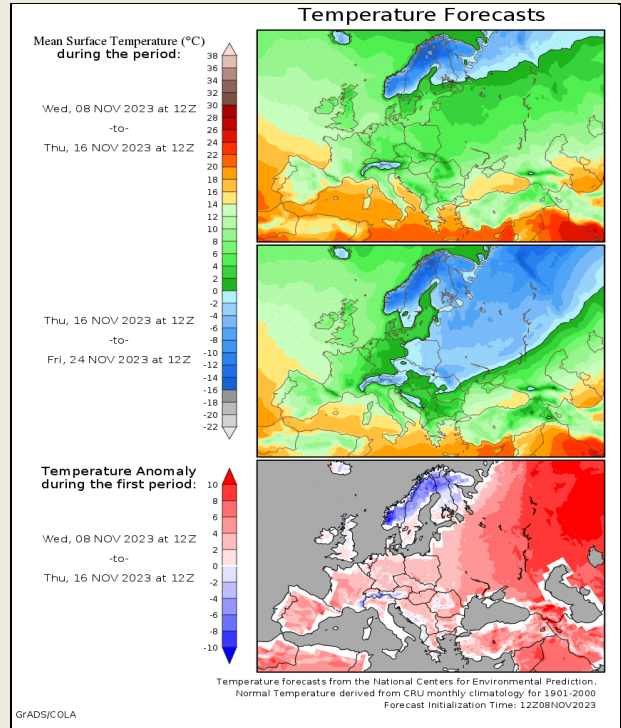 Temperature Forecasts
Mean Surface Temperature (°C)
during the period:
38
36
34
32
30
28
26
24
22
20
18
16
14
12
10
8
6
4
2
0
-2
-4
-6
-8
-10
-12
-14
-16
-18
-20
-22
Wed, 08 NOV 2023 at 12Z
-to-
Thu, 16 NOV 2023 at 12Z
Thu, 16 NOV 2023 at 12Z
-to-
Fri, 24 NOV 2023 at 12Z
Temperature Anomaly
during the first period:
10
8
6
4
2
0
-2
-4
-6
-8
-10
Wed, 08 NOV 2023 at 12Z
-to-
Thu, 16 NOV 2023 at 12Z
Temperature forecasts from the National Centers for Environmental Prediction.
Normal Temperature derived from CRU monthly climatology for 1901-2000
Forecast Initialization Time: 12Z08NOV2023
GrADS/COLA